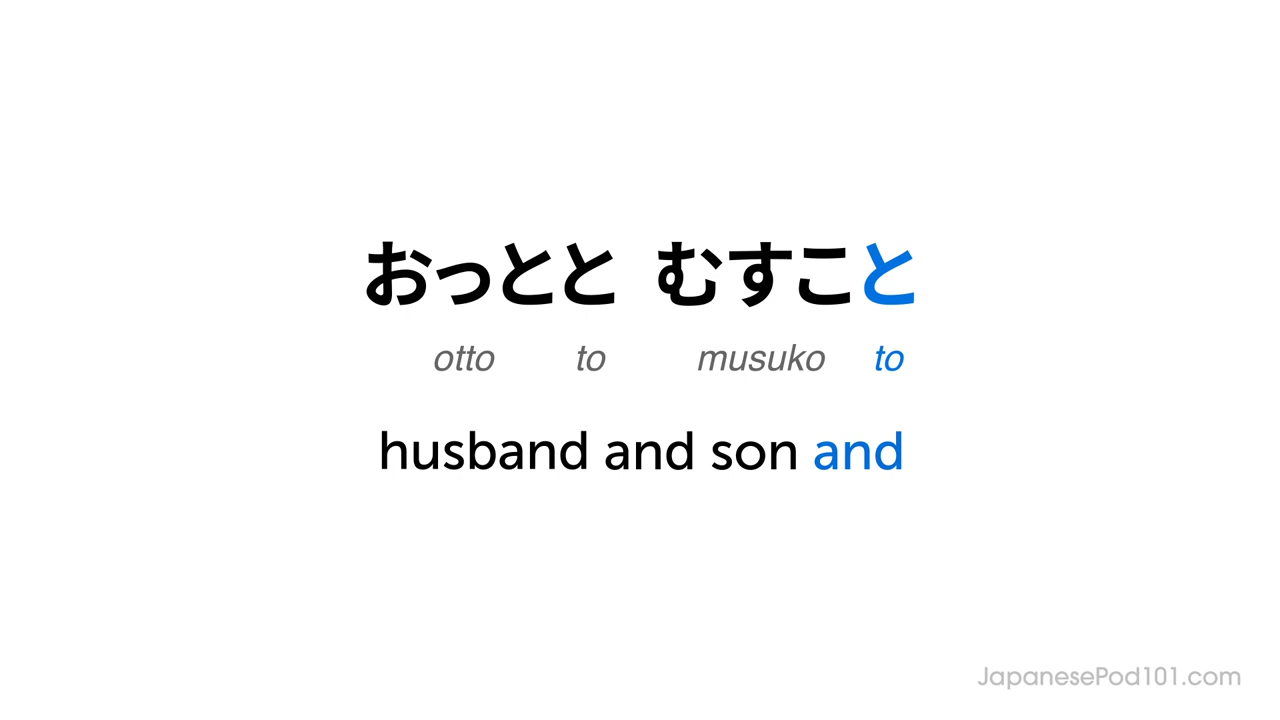 おっとと むすこと
otto to musuko to
husband and son and
JapanesePod101.com